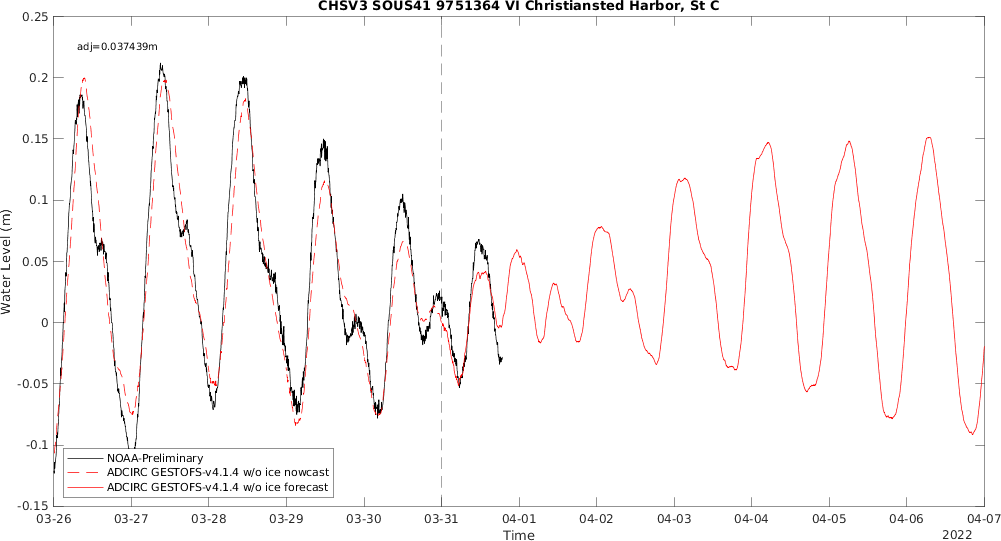 CHSV3 SOUS41 9751364 VI Christiansted Harbor, St C
adj=0.037439m
Water Level (m)
0.25
0.2
0.15
0.1
0.05
0
-0.05
-0.1
-0.15
NOAA-Preliminary
ADCIRC GESTOFS-v4.1.4 w/o ice nowcast
ADCIRC GESTOFS-v4.1.4 w/o ice forecast
03-26 03-27 03-28 03-29 03-30 03-31 04-01 04-02 04-03 04-04 04-05 04-06 04-07
Time
2022